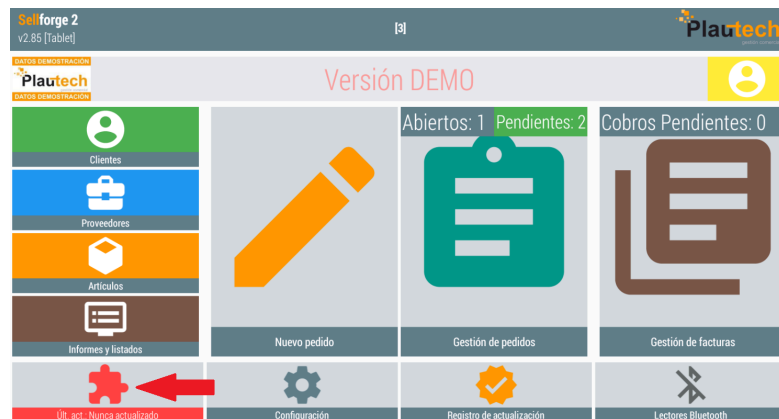 Sellforge 2
v2.85 [Tablet]
[3]
Plautech
DATOS DEMOSTRACIÓN
Plautech
DATOS DEMOSTRACIÓN
Versión DEMO
Clientes
Proveedores
Artículos
Informes y listados
Nuevo pedido
Abiertos: 1 Pendientes: 2
Gestión de pedidos
Cobros Pendientes: 0
Gestión de facturas
Últ. act.: Nunca actualizado
Configuración
Registro de actualización
Lectores Bluetooth